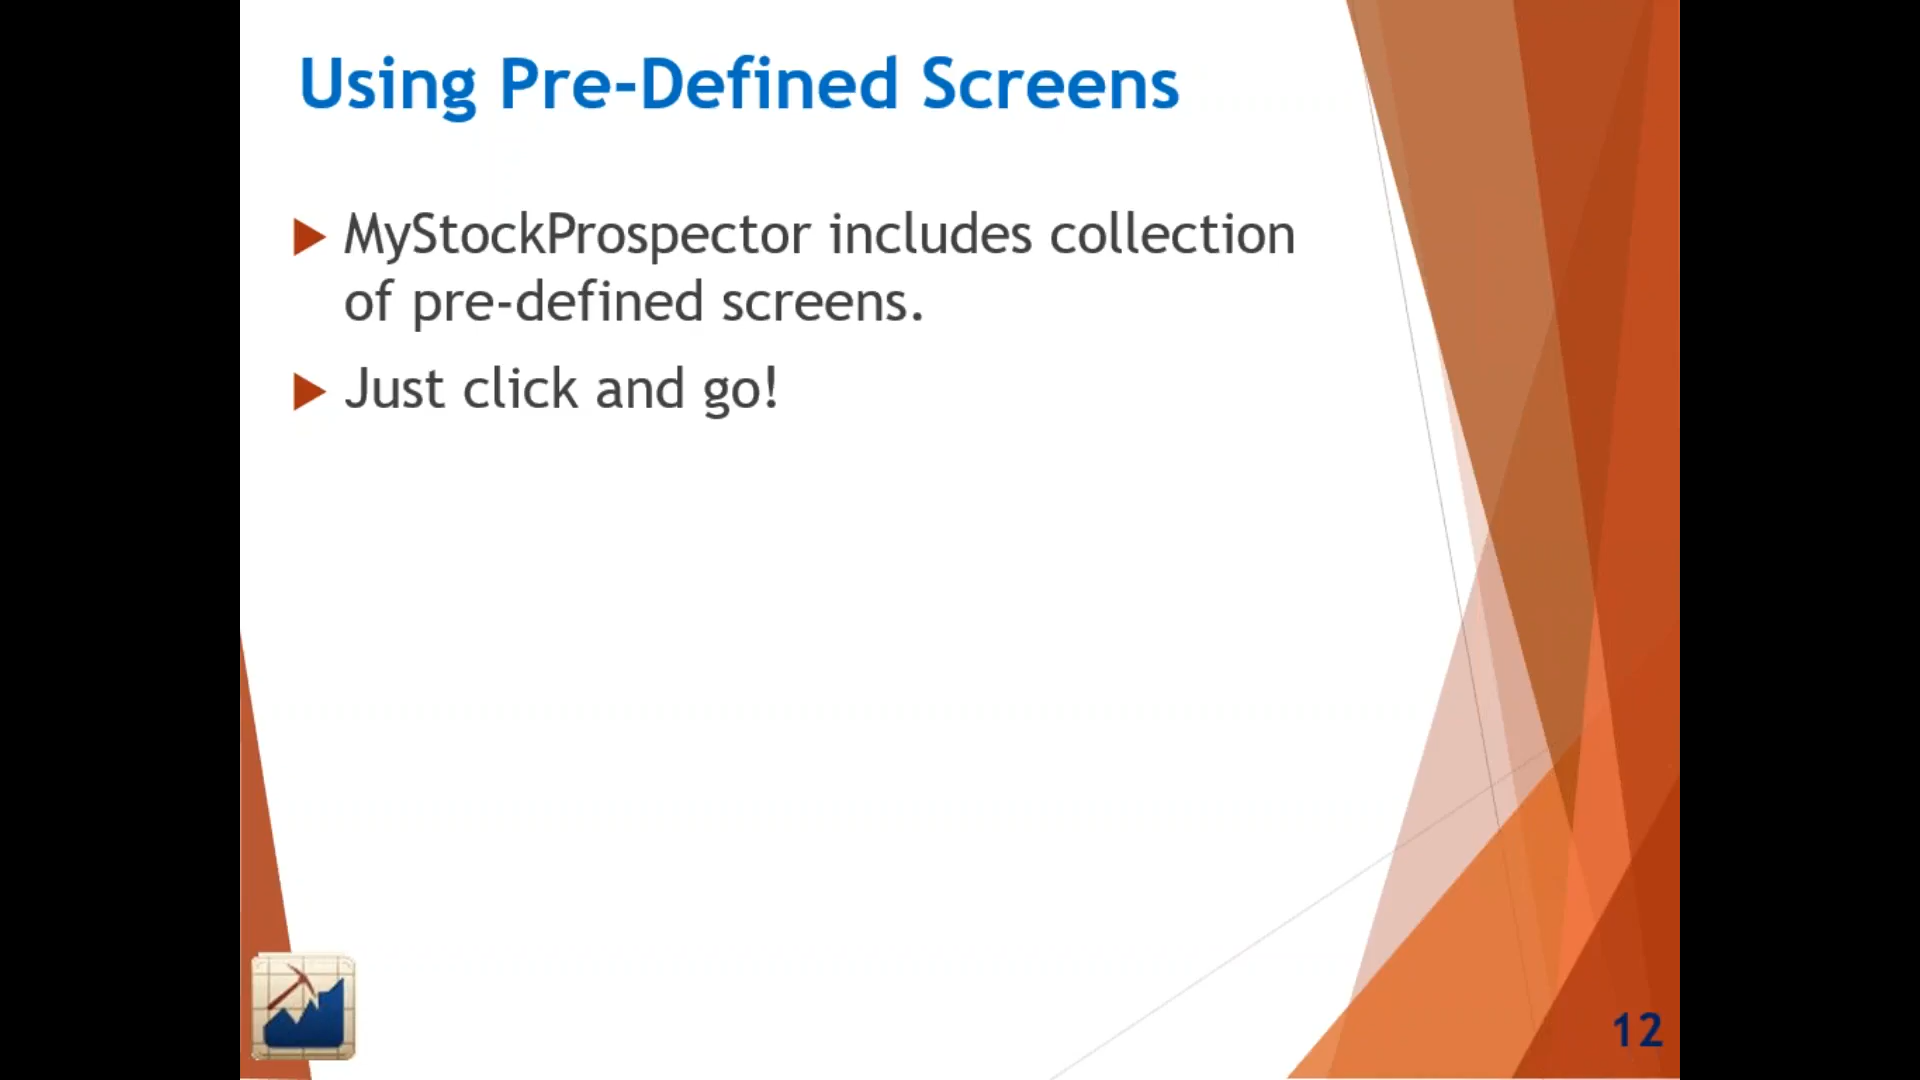 Using Pre-Defined Screens
MyStockProspector includes collection
of pre-defined screens.
Just click and go!
12